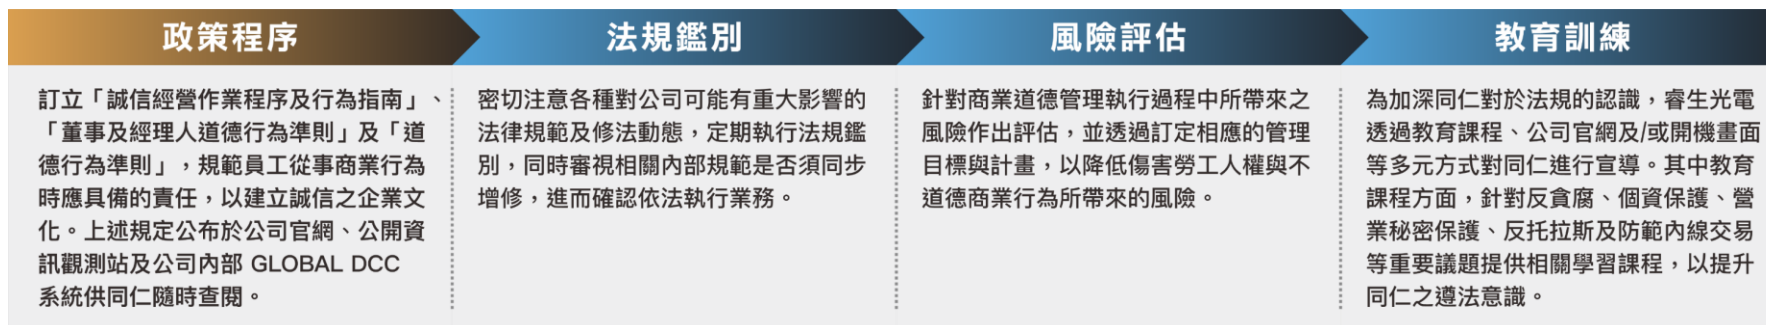 政策程序
訂立「誠信經營作業程序及行為指南」、
「董事及經理人道德行為準則」及「道
德行為準則」，規範員工從事商業行為
時應具備的責任，以建立誠信之企業文
化。上述規定公布於公司官網、公開資
訊觀測站及公司內部 GLOBAL DCC
系統供同仁隨時查閱。
法規鑑別
密切注意各種對公司可能有重大影響的
法律規範及修法動態，定期執行法規鑑
別，同時審視相關內部規範是否須同步
增修，進而確認依法執行業務。
風險評估
針對商業道德管理執行過程中所帶來之
風險作出評估，並透過訂定相應的管理
目標與計畫，以降低傷害勞工人權與不
道德商業行為所帶來的風險。
教育訓練
為加深同仁對於法規的認識，睿生光電
透過教育課程、公司官網及/或開機畫面
等多元方式對同仁進行宣導。其中教育
課程方面，針對反貪腐、個資保護、營
業秘密保護、反托拉斯及防範內線交易
等重要議題提供相關學習課程，以提升
同仁之遵法意識。